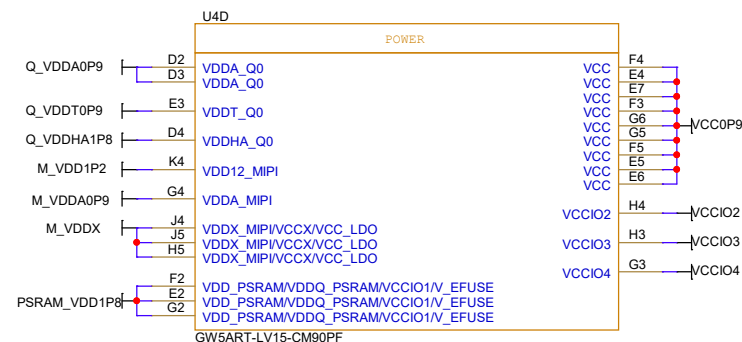 U4D
POWER
Q_VDDA0P9 D2 VDDA_Q0
D3 VDDA_Q0
Q_VDDT0P9 E3 VDDT_Q0
Q_VDDHA1P8 D4 VDDHA_Q0
M_VDD1P2 K4 VDD12_MIPI
M_VDDA0P9 G4 VDDA_MIPI
M_VDDX J4 VDDX_MIPI/VCCX/VCC_LDO
J5 VDDX_MIPI/VCCX/VCC_LDO
H5 VDDX_MIPI/VCCX/VCC_LDO
F2 VDD_PSRAM/VDDQ_PSRAM/VCCIO1/V_EFUSE
PSRAM_VDD1P8 E2 VDD_PSRAM/VDDQ_PSRAM/VCCIO1/V_EFUSE
G2 VDD_PSRAM/VDDQ_PSRAM/VCCIO1/V_EFUSE
VCC F4
VCC E4
VCC E7
VCC F3
VCC G6 VCC0P9
VCC G5
VCC F5
VCC E5
VCC E6
VCCIO2 H4 VCCIO2
VCCIO3 H3 VCCIO3
VCCIO4 G3 VCCIO4
GW5ART-LV15-CM90PF